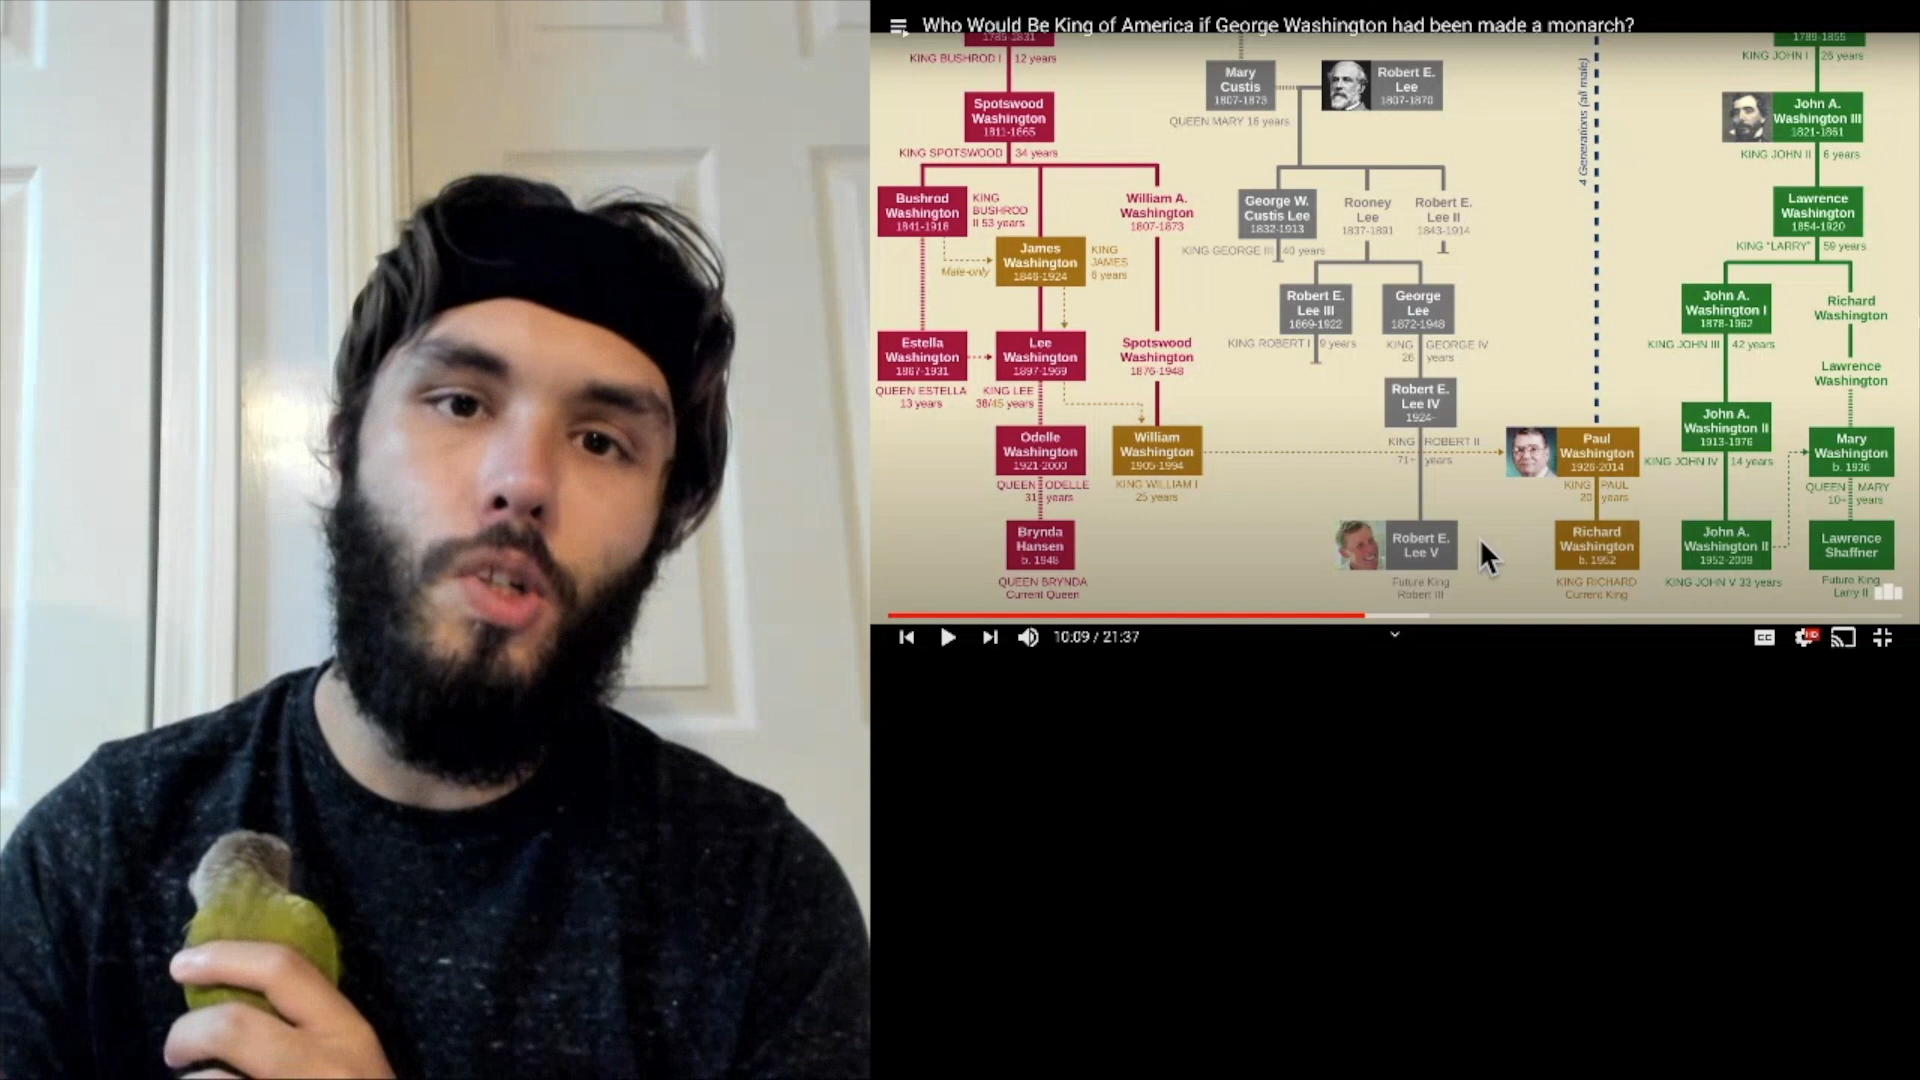 Who Would Be King of America if George Washington had been made a monarch?
1785-1831
KING BUSHROD I 12 years
Spotswood
Washington
1811-1865
KING SPOTSWOOD 34 years
Bushrod
Washington
1841-1918
KING
BUSHROD
II 53 years
William A.
Washington
1807-1873
James
Washington
1846-1924
KING
JAMES
6 years
Male-only
Estella
Washington
1867-1931
QUEEN ESTELLA
13 years
Lee
Washington
1897-1969
KING LEE
38/45 years
Spotswood
Washington
1876-1948
Odelle
Washington
1921-2000
QUEEN ODELLE
31 years
William
Washington
1905-1994
KING WILLIAM I
25 years
Brynda
Hansen
b. 1948
QUEEN BRYNDA
Current Queen
Mary
Custis
1807-1873
QUEEN MARY 16 years
Robert E.
Lee
1807-1870
George W.
Custis Lee
1832-1913
KING GEORGE III 40 years
Rooney
Lee
1837-1891
Robert E.
Lee II
1843-1914
Robert E.
Lee III
1869-1922
KING ROBERT I 9 years
George
Lee
1872-1948
KING GEORGE IV
26 years
Robert E.
Lee IV
1924-
KING ROBERT II
71+ years
Robert E.
Lee V
Future King
Robert III
4 Generations (all male)
Paul
Washington
1926-2014
KING PAUL
20 years
Richard
Washington
b. 1952
KING RICHARD
Current King
1789-1855
KING JOHN I 26 years
John A.
Washington III
1821-1861
KING JOHN II 6 years
Lawrence
Washington
1854-1920
KING "LARRY" 59 years
John A.
Washington I
1878-1962
KING JOHN III 42 years
Richard
Washington
Lawrence
Washington
John A.
Washington II
1913-1976
KING JOHN IV 14 years
Mary
Washington
b. 1936
QUEEN MARY
10+ years
John A.
Washington II
1952-2009
KING JOHN V 33 years
Lawrence
Shaffner
Future King
Larry II
10:09 / 21:37
CC
HD